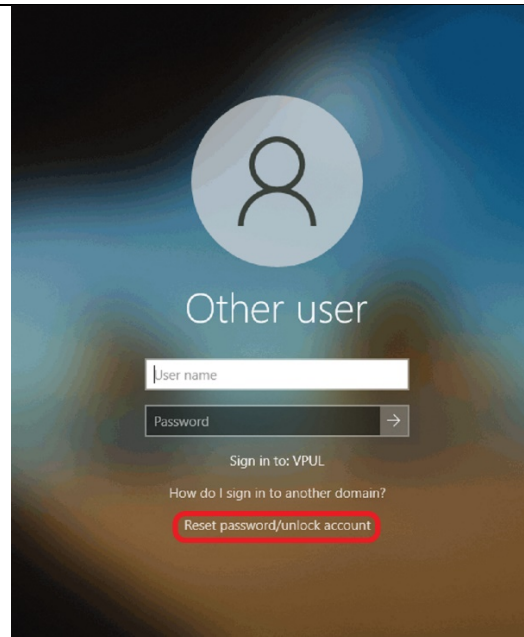 Other user
User name
Password
Sign in to: VPUL
How do I sign in to another domain?
Reset password/unlock account